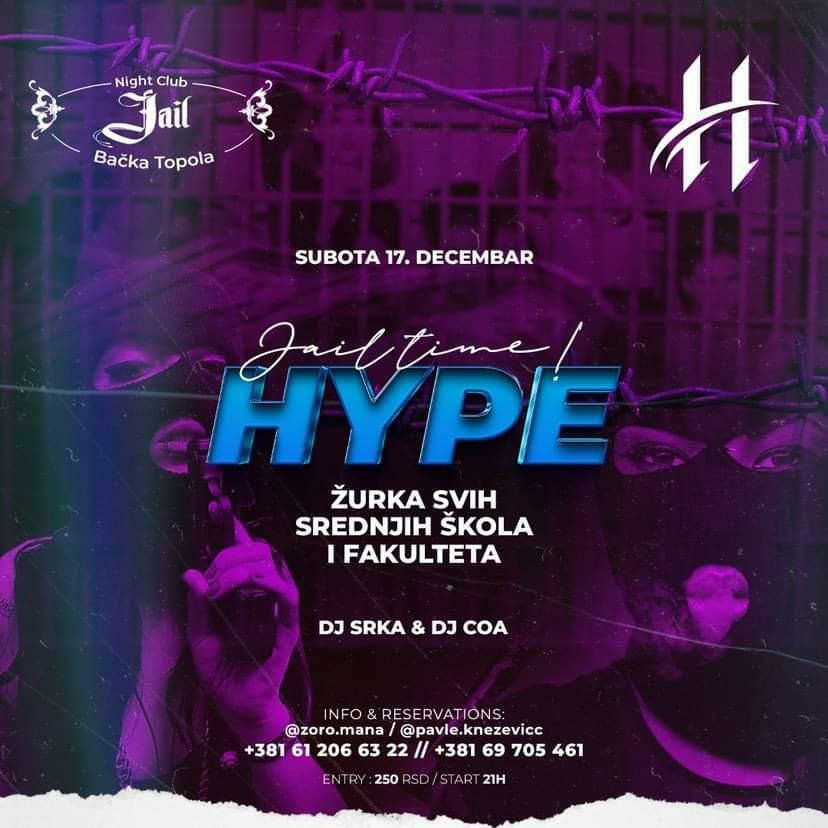 Night Club
Jail
Bačka Topola
H
SUBOTA 17. DECEMBAR
Jail time!
HYPE
ŽURKA SVIH
SREDNJIH ŠKOLA
I FAKULTETA
DJ SRKA & DJ COA
INFO & RESERVATIONS:
@zoro.mana / @pavle.knezevicc
+381 61 206 63 22 // +381 69 705 461
ENTRY : 250 RSD / START 21H